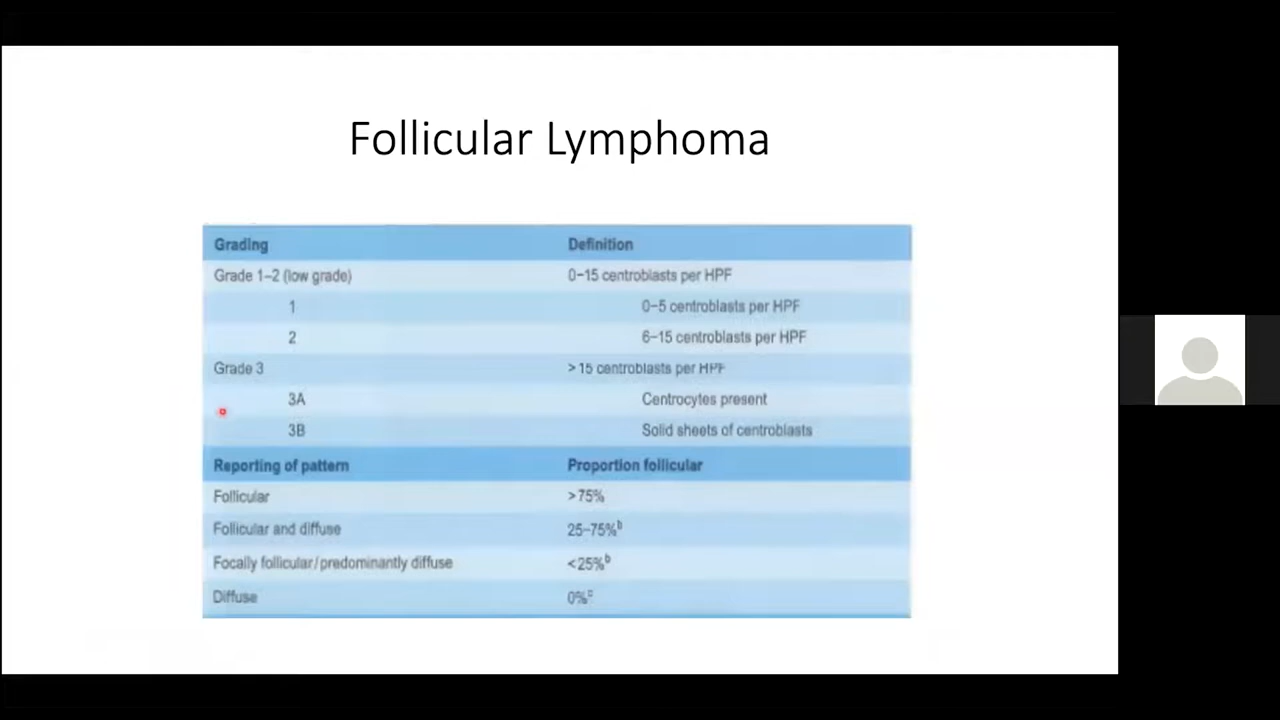 Follicular Lymphoma
Grading Definition
Grade 1–2 (low grade) 0–15 centroblasts per HPF
1 0–5 centroblasts per HPF
2 6–15 centroblasts per HPF
Grade 3 >15 centroblasts per HPF
3A Centrocytes present
3B Solid sheets of centroblasts
Reporting of pattern Proportion follicular
Follicular >75%
Follicular and diffuse 25–75%ᵇ
Focally follicular/predominantly diffuse <25%ᵇ
Diffuse 0%ᶜ